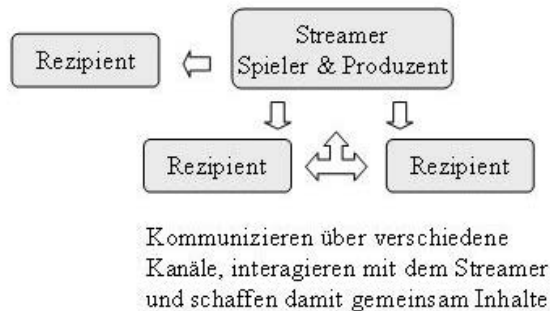 Streamer
Spieler & Produzent
Rezipient
Rezipient
Rezipient
Kommunizieren über verschiedene
Kanäle, interagieren mit dem Streamer
und schaffen damit gemeinsam Inhalte